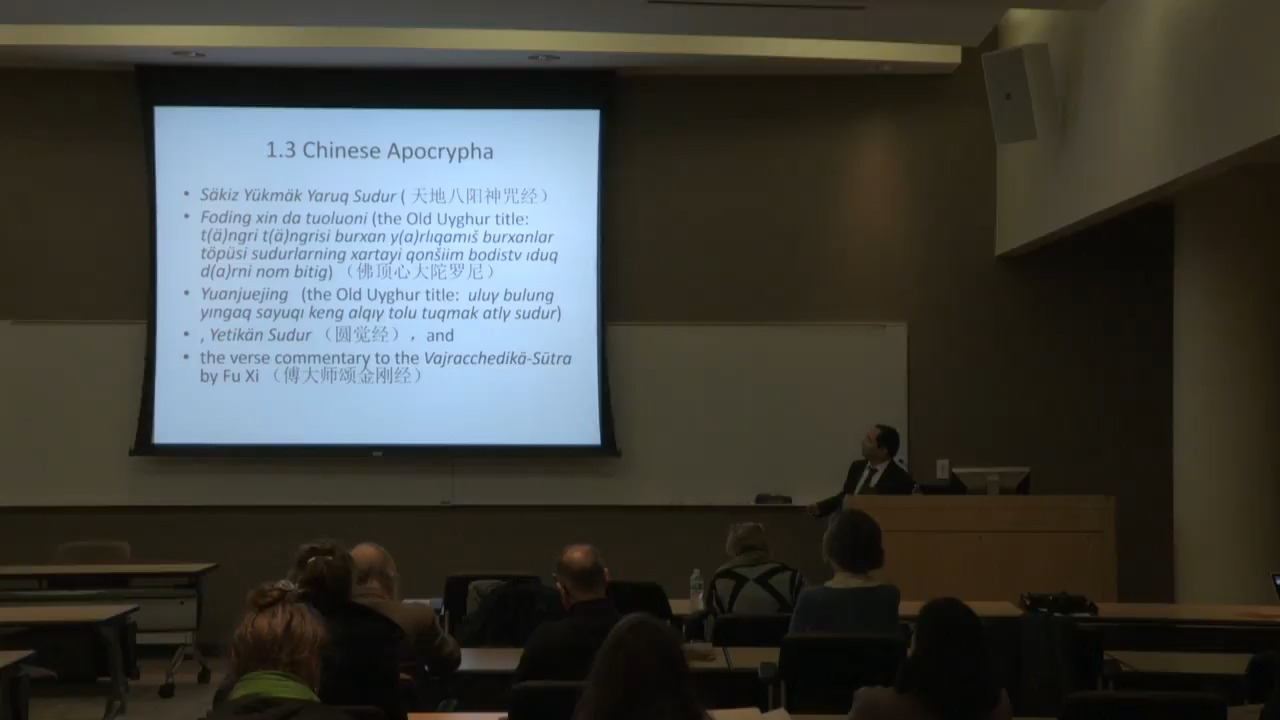 1.3 Chinese Apocrypha
• Säkiz Yükmäk Yaruq Sudur ( 天地八阳神咒经）
• Foding xin da tuoluoni (the Old Uyghur title:
t(ä)ngri t(ä)ngrisi burxan y(a)rlıqamıš burxanlar
töpüsi sudurlarning xartayi qonšiim bodistv ıduq
d(a)rni nom bitig) （佛顶心大陀罗尼）
• Yuanjuejing (the Old Uyghur title: uluγ bulung
yıngaq sayuqı keng alqıγ tolu tuqmak atlγ sudur)
• , Yetikän Sudur （圆觉经），and
• the verse commentary to the Vajracchedikā-Sūtra
by Fu Xi （傅大师颂金刚经）